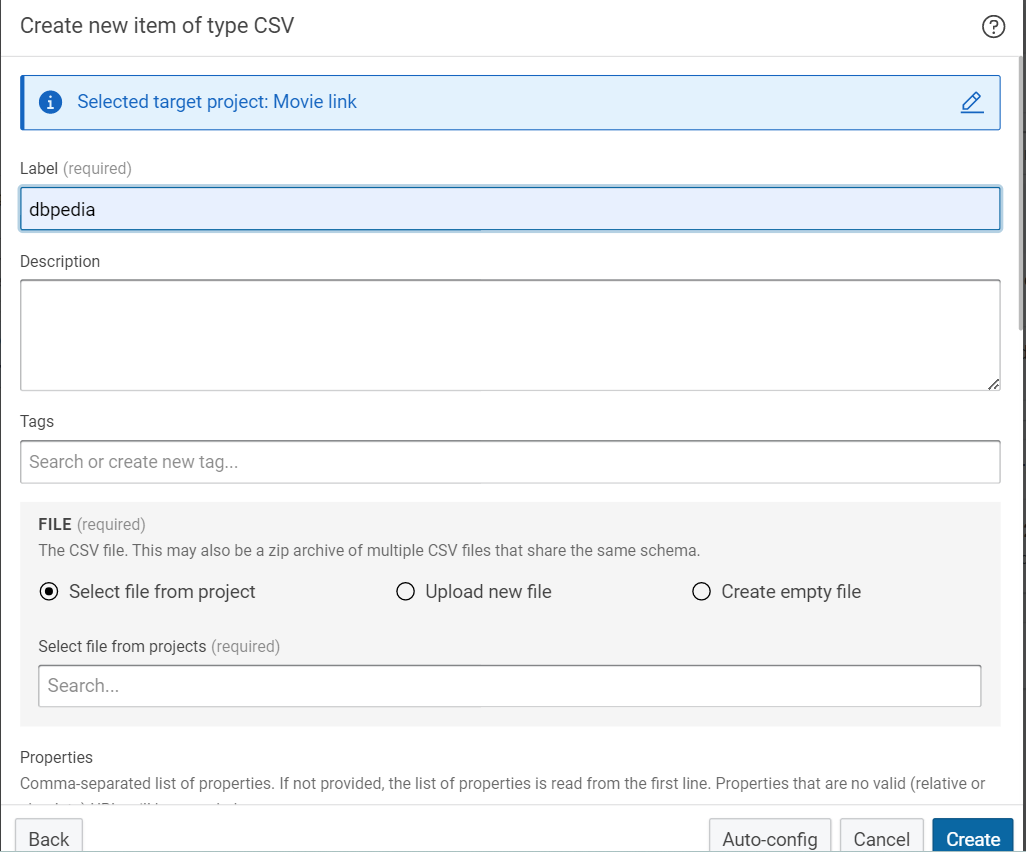 Create new item of type CSV
Selected target project: Movie link
Label (required)
dbpedia
Description
Tags
Search or create new tag...
FILE (required)
The CSV file. This may also be a zip archive of multiple CSV files that share the same schema.
Select file from project Upload new file Create empty file
Select file from projects (required)
Search...
Properties
Comma-separated list of properties. If not provided, the list of properties is read from the first line. Properties that are no valid (relative or
Back Auto-config Cancel Create